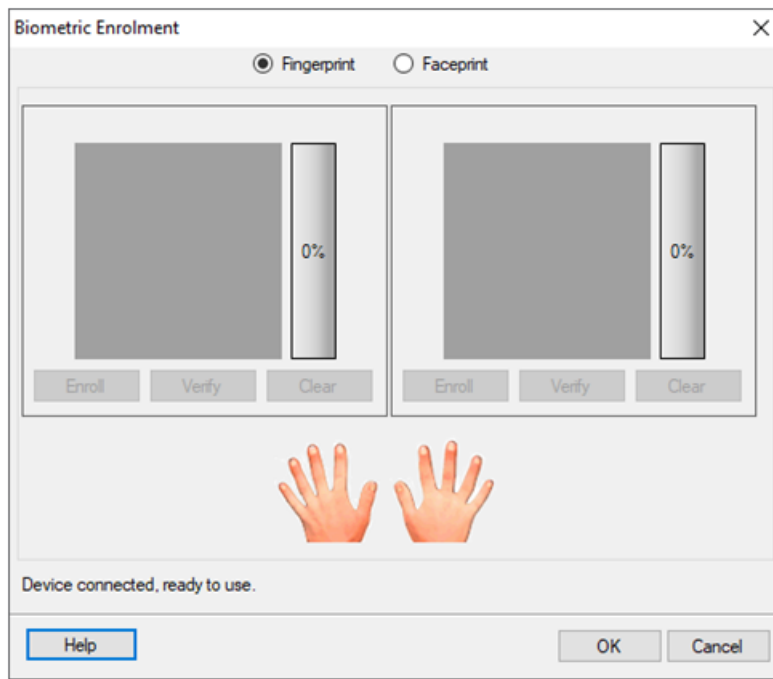 Biometric Enrolment
Fingerprint Faceprint
0% 0%
Enroll Verify Clear Enroll Verify Clear
Device connected, ready to use.
Help OK Cancel